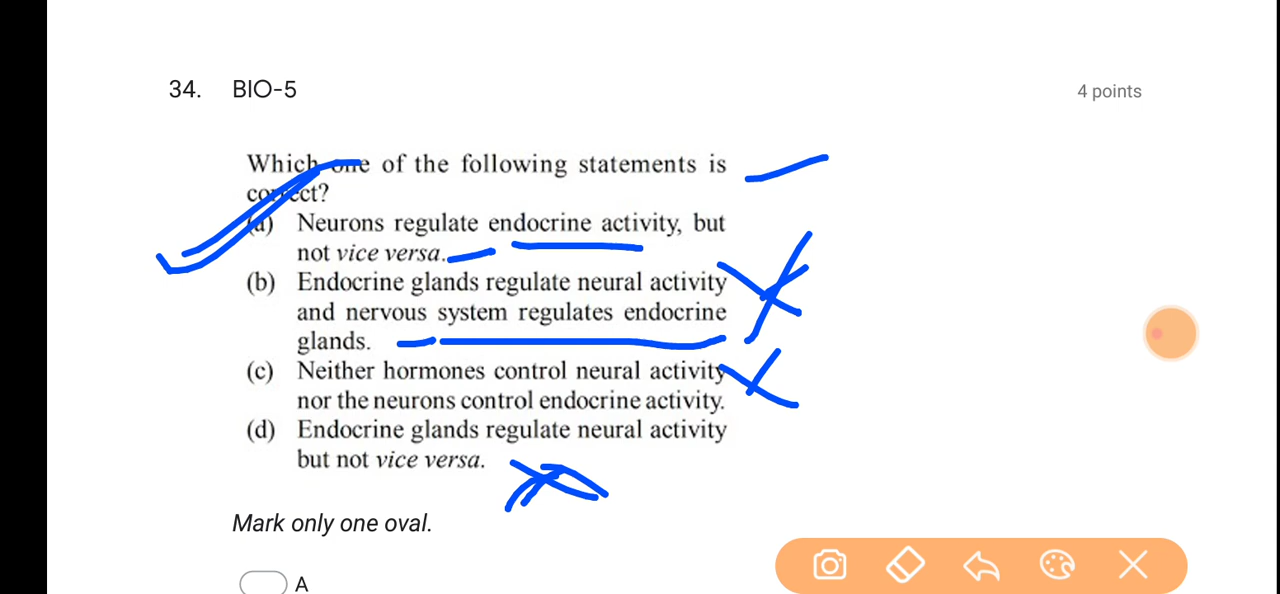 34. BIO-5
4 points
Which one of the following statements is
correct?
(a) Neurons regulate endocrine activity, but
not vice versa.
(b) Endocrine glands regulate neural activity
and nervous system regulates endocrine
glands.
(c) Neither hormones control neural activity
nor the neurons control endocrine activity.
(d) Endocrine glands regulate neural activity
but not vice versa.
Mark only one oval.
A